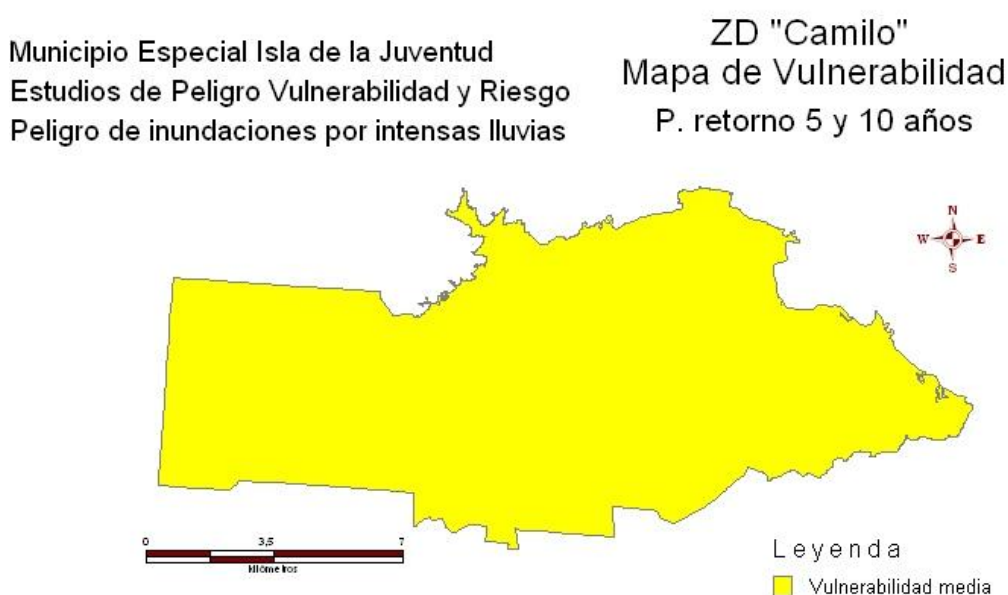 Municipio Especial Isla de la Juventud
Estudios de Peligro Vulnerabilidad y Riesgo
Peligro de inundaciones por intensas lluvias
ZD "Camilo"
Mapa de Vulnerabilidad
P. retorno 5 y 10 años
N
W E
S
0 3,5 7
kilómetros
Leyenda
Vulnerabilidad media